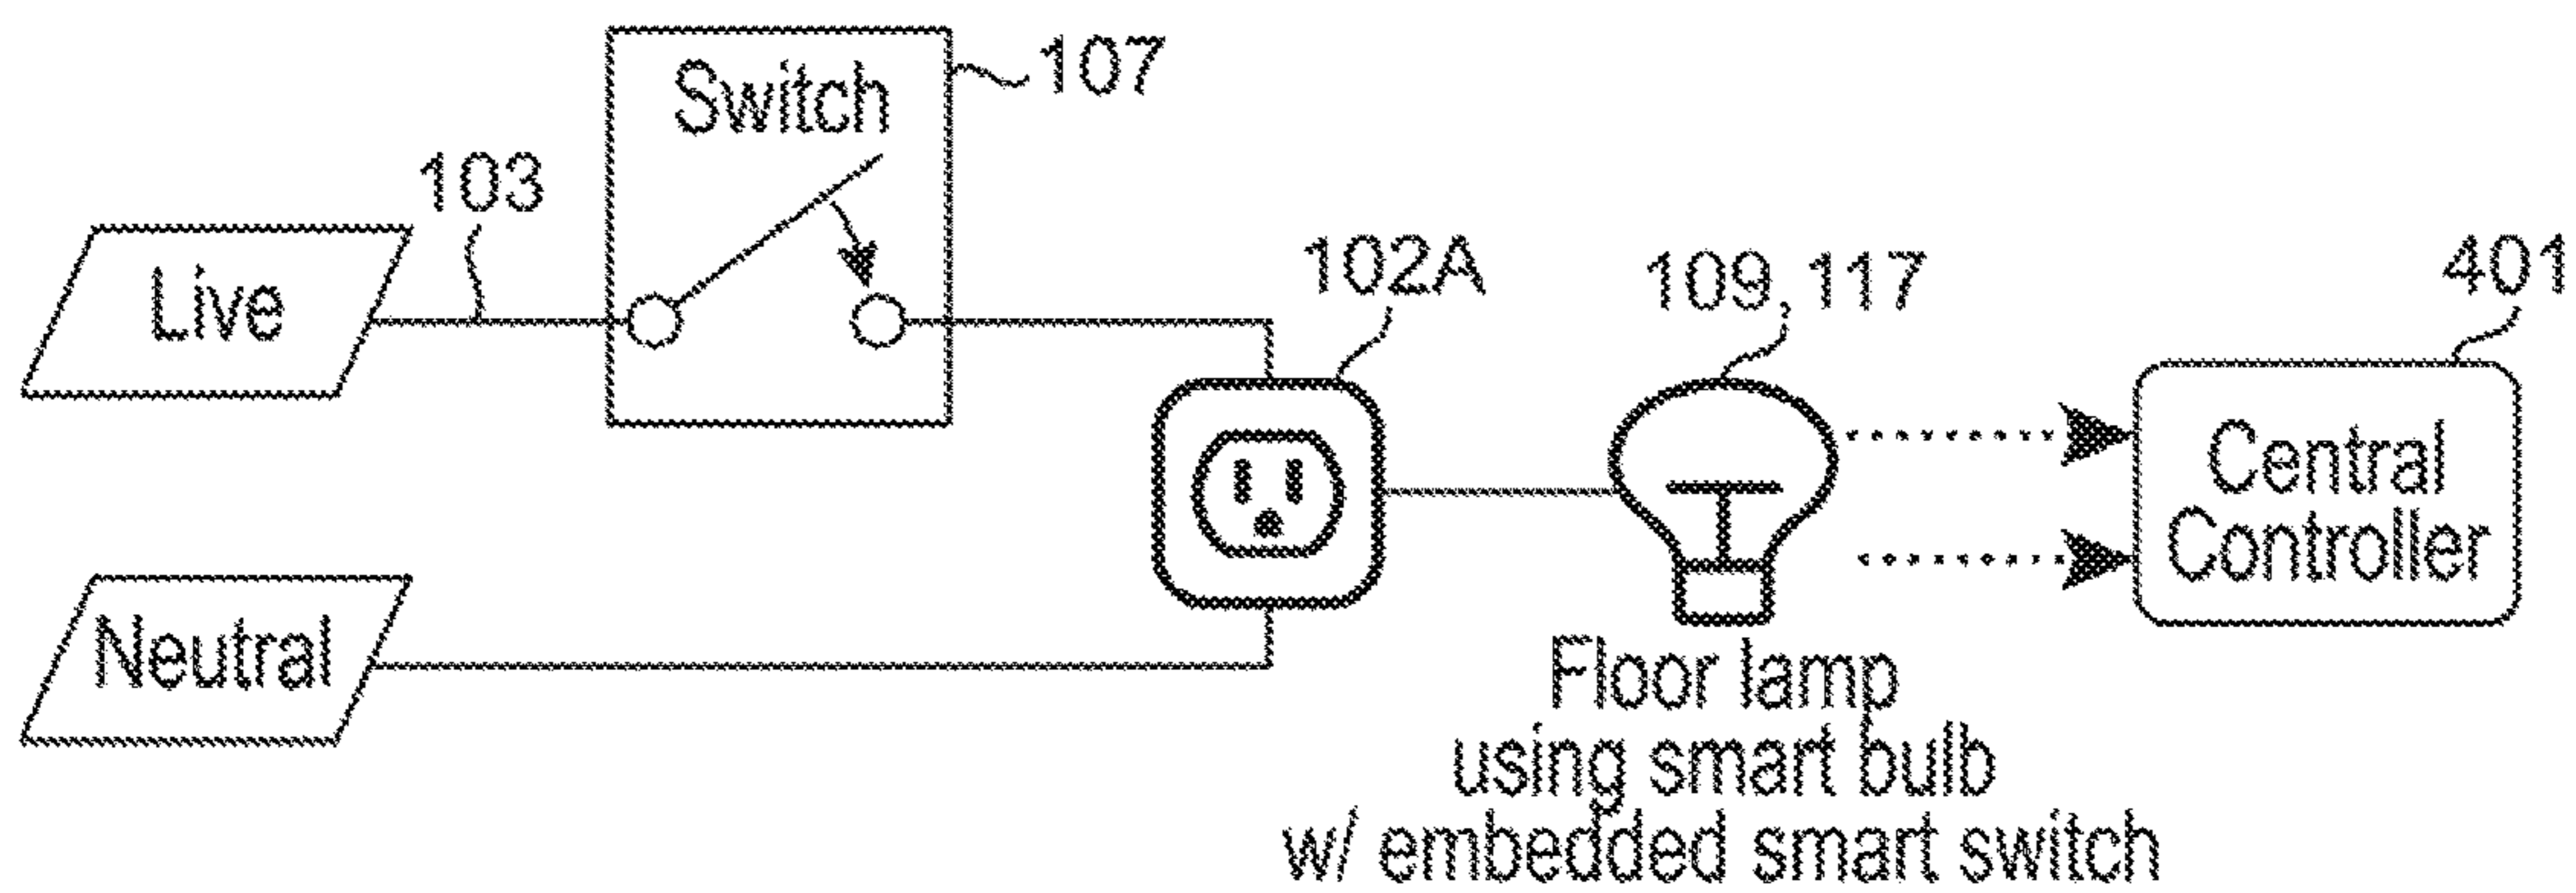 Switch
107
103
Live
102A
109, 117
401
Central
Controller
Neutral
Floor lamp
using smart bulb
w/ embedded smart switch